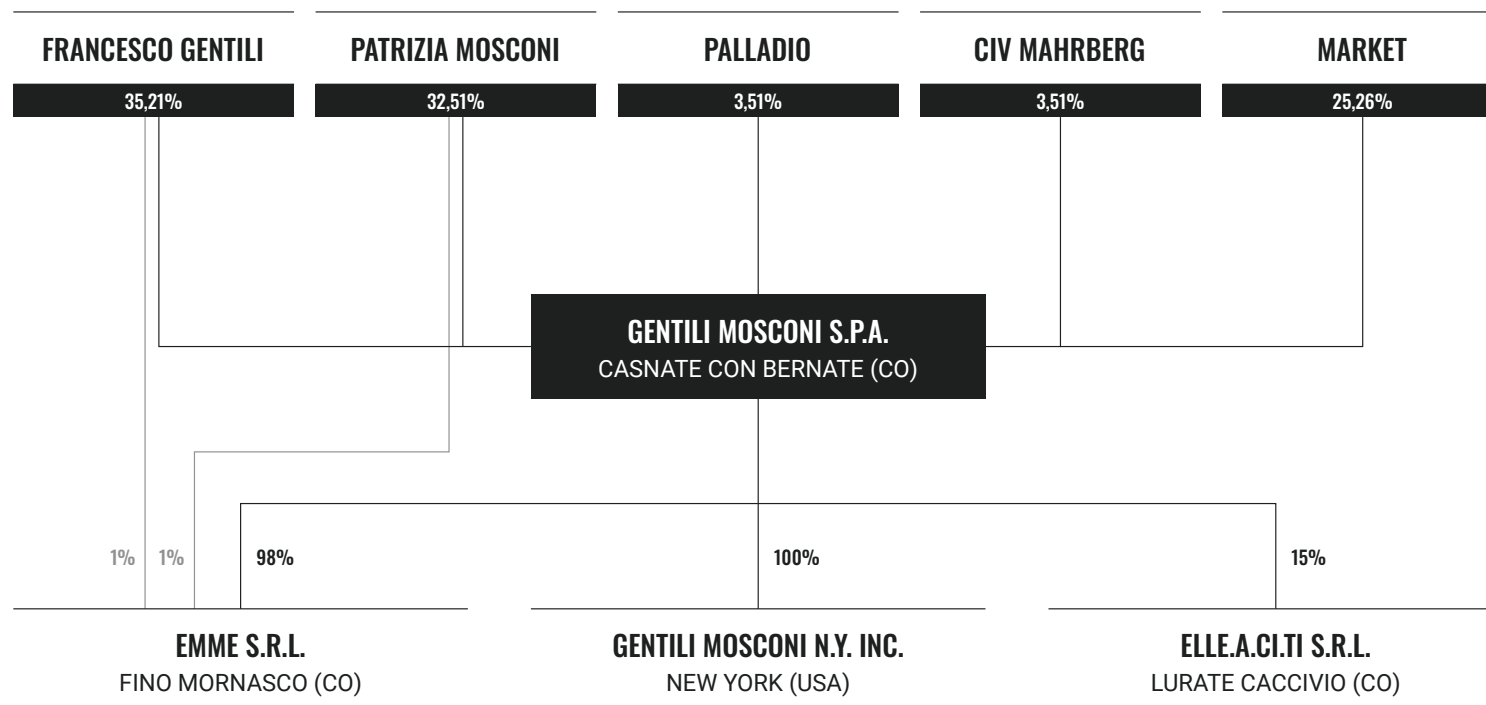 FRANCESCO GENTILI
35,21%
PATRIZIA MOSCONI
32,51%
PALLADIO
3,51%
CIV MAHRBERG
3,51%
MARKET
25,26%
GENTILI MOSCONI S.P.A.
CASNATE CON BERNATE (CO)
1%
1%
98%
100%
15%
EMME S.R.L.
FINO MORNASCO (CO)
GENTILI MOSCONI N.Y. INC.
NEW YORK (USA)
ELLE.A.CI.TI S.R.L.
LURATE CACCIVIO (CO)